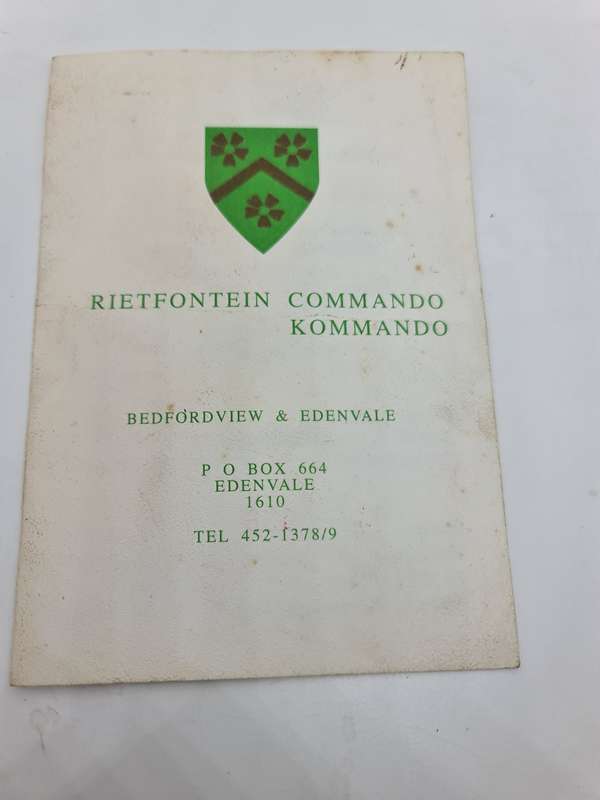 RIETFONTEIN COMMANDO
KOMMANDO
BEDFORDVIEW & EDENVALE
P O BOX 664
EDENVALE
1610
TEL 452-1378/9